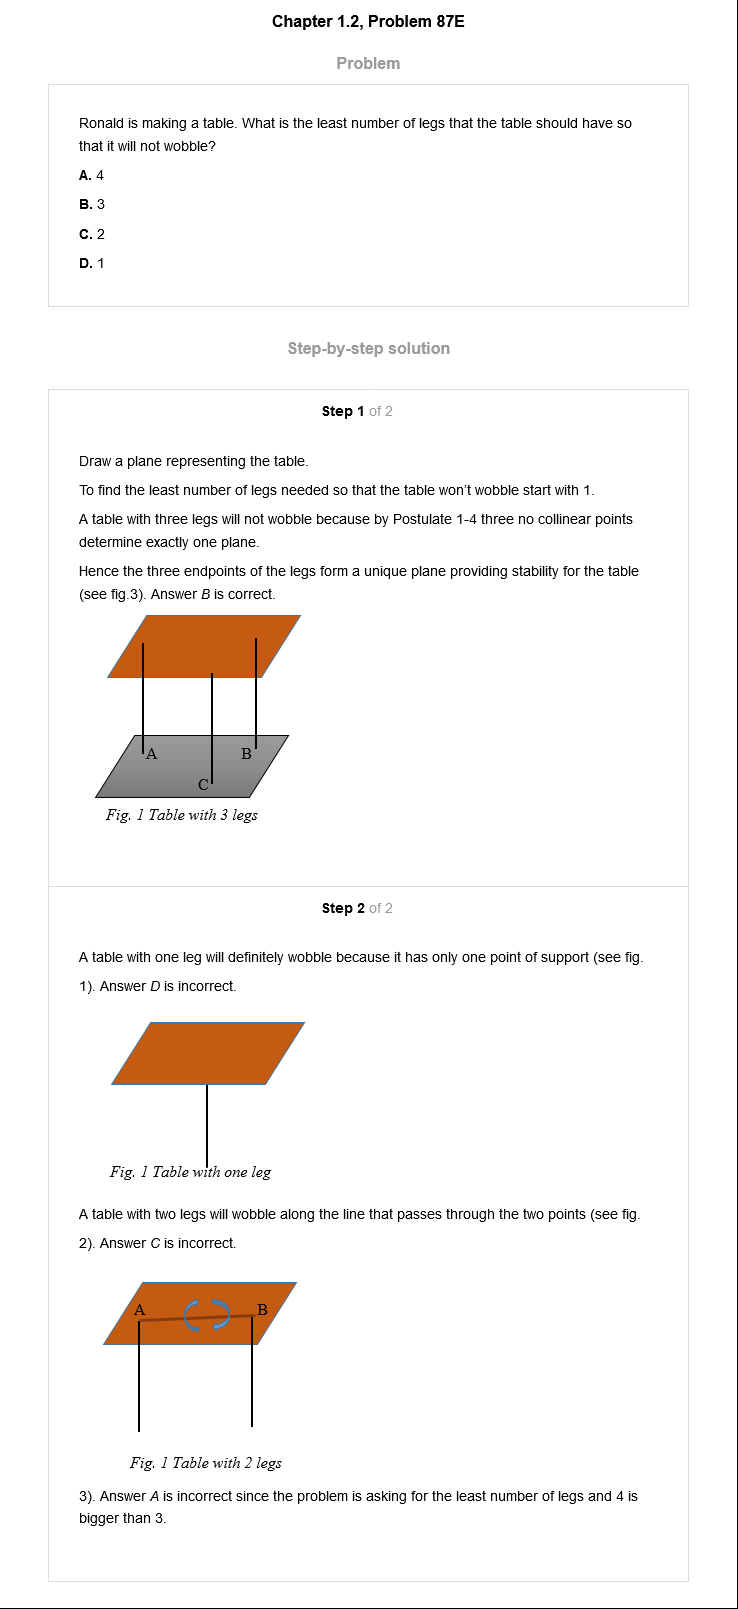 Chapter 1.2, Problem 87E
Problem
Ronald is making a table. What is the least number of legs that the table should have so
that it will not wobble?
A. 4
B. 3
C. 2
D. 1
Step-by-step solution
Step 1 of 2
Draw a plane representing the table.
To find the least number of legs needed so that the table won't wobble start with 1.
A table with three legs will not wobble because by Postulate 1-4 three no collinear points
determine exactly one plane.
Hence the three endpoints of the legs form a unique plane providing stability for the table
(see fig.3). Answer B is correct.
A
B
C
Fig. 1 Table with 3 legs
Step 2 of 2
A table with one leg will definitely wobble because it has only one point of support (see fig.
1). Answer D is incorrect.
Fig. 1 Table with one leg
A table with two legs will wobble along the line that passes through the two points (see fig.
2). Answer C is incorrect.
A
B
Fig. 1 Table with 2 legs
3). Answer A is incorrect since the problem is asking for the least number of legs and 4 is
bigger than 3.